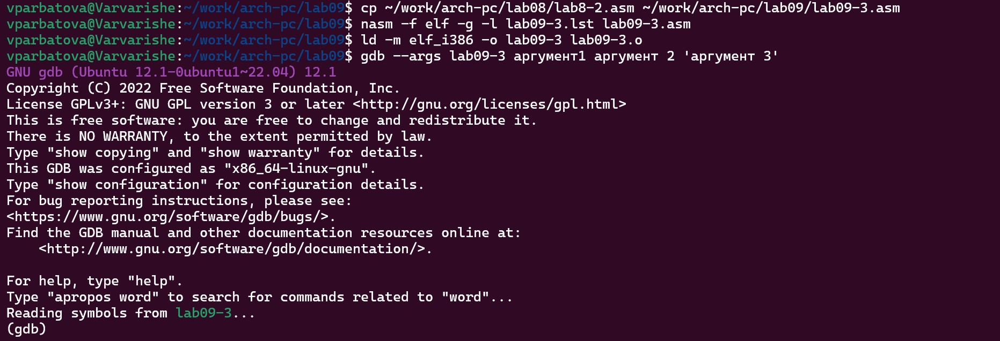 vparbatova@Varvarishe:~/work/arch-pc/lab09$ cp ~/work/arch-pc/lab08/lab8-2.asm ~/work/arch-pc/lab09/lab09-3.asm
vparbatova@Varvarishe:~/work/arch-pc/lab09$ nasm -f elf -g -l lab09-3.lst lab09-3.asm
vparbatova@Varvarishe:~/work/arch-pc/lab09$ ld -m elf_i386 -o lab09-3 lab09-3.o
vparbatova@Varvarishe:~/work/arch-pc/lab09$ gdb --args lab09-3 аргумент1 аргумент 2 'аргумент 3'
GNU gdb (Ubuntu 12.1-0ubuntu1~22.04) 12.1
Copyright (C) 2022 Free Software Foundation, Inc.
License GPLv3+: GNU GPL version 3 or later <http://gnu.org/licenses/gpl.html>
This is free software: you are free to change and redistribute it.
There is NO WARRANTY, to the extent permitted by law.
Type "show copying" and "show warranty" for details.
This GDB was configured as "x86_64-linux-gnu".
Type "show configuration" for configuration details.
For bug reporting instructions, please see:
<https://www.gnu.org/software/gdb/bugs/>.
Find the GDB manual and other documentation resources online at:
    <http://www.gnu.org/software/gdb/documentation/>.

For help, type "help".
Type "apropos word" to search for commands related to "word"...
Reading symbols from lab09-3...
(gdb)